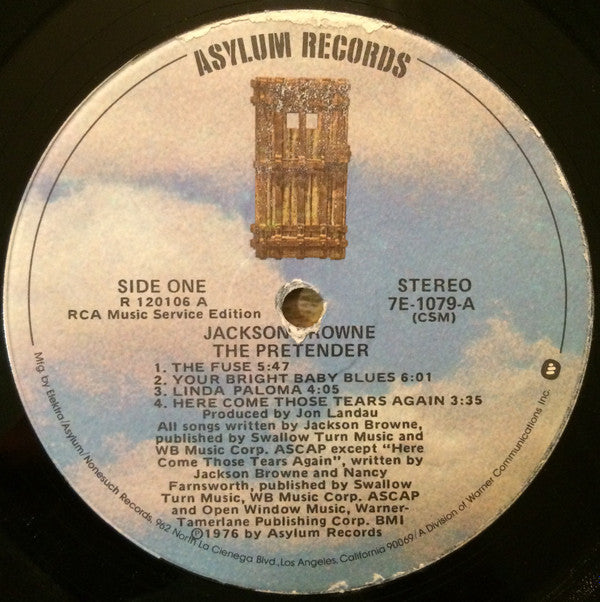 ASYLUM RECORDS
SIDE ONE
R 120106 A
RCA Music Service Edition
STEREO
7E-1079-A
(CSM)
JACKSON ROWNE
THE PRETENDER
1. THE FUSE 5:47
2. YOUR BRIGHT BABY BLUES 6:01
3. LINDA PALOMA 4:05
4. HERE COME THOSE TEARS AGAIN 3:35
Produced by Jon Landau
All songs written by Jackson Browne,
published by Swallow Turn Music and
WB Music Corp. ASCAP except "Here
Come Those Tears Again", written by
Jackson Browne and Nancy
Farnsworth, published by Swallow
Turn Music, WB Music Corp. ASCAP
and Open Window Music, Warner-
Tamerlane Publishing Corp. BMI
℗1976 by Asylum Records
Mfg. by Elektra/Asylum/Nonesuch Records, 962 North La Cienega Blvd., Los Angeles, California 90069/A Division of Warner Communications Inc.